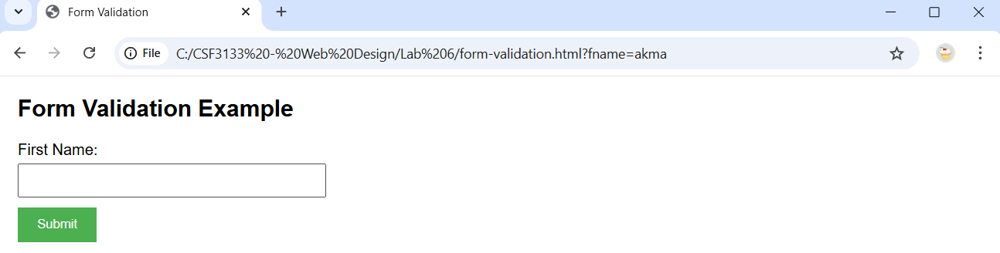 Form Validation
File C:/CSF3133%20-%20Web%20Design/Lab%206/form-validation.html?fname=akma
Form Validation Example
First Name:
Submit